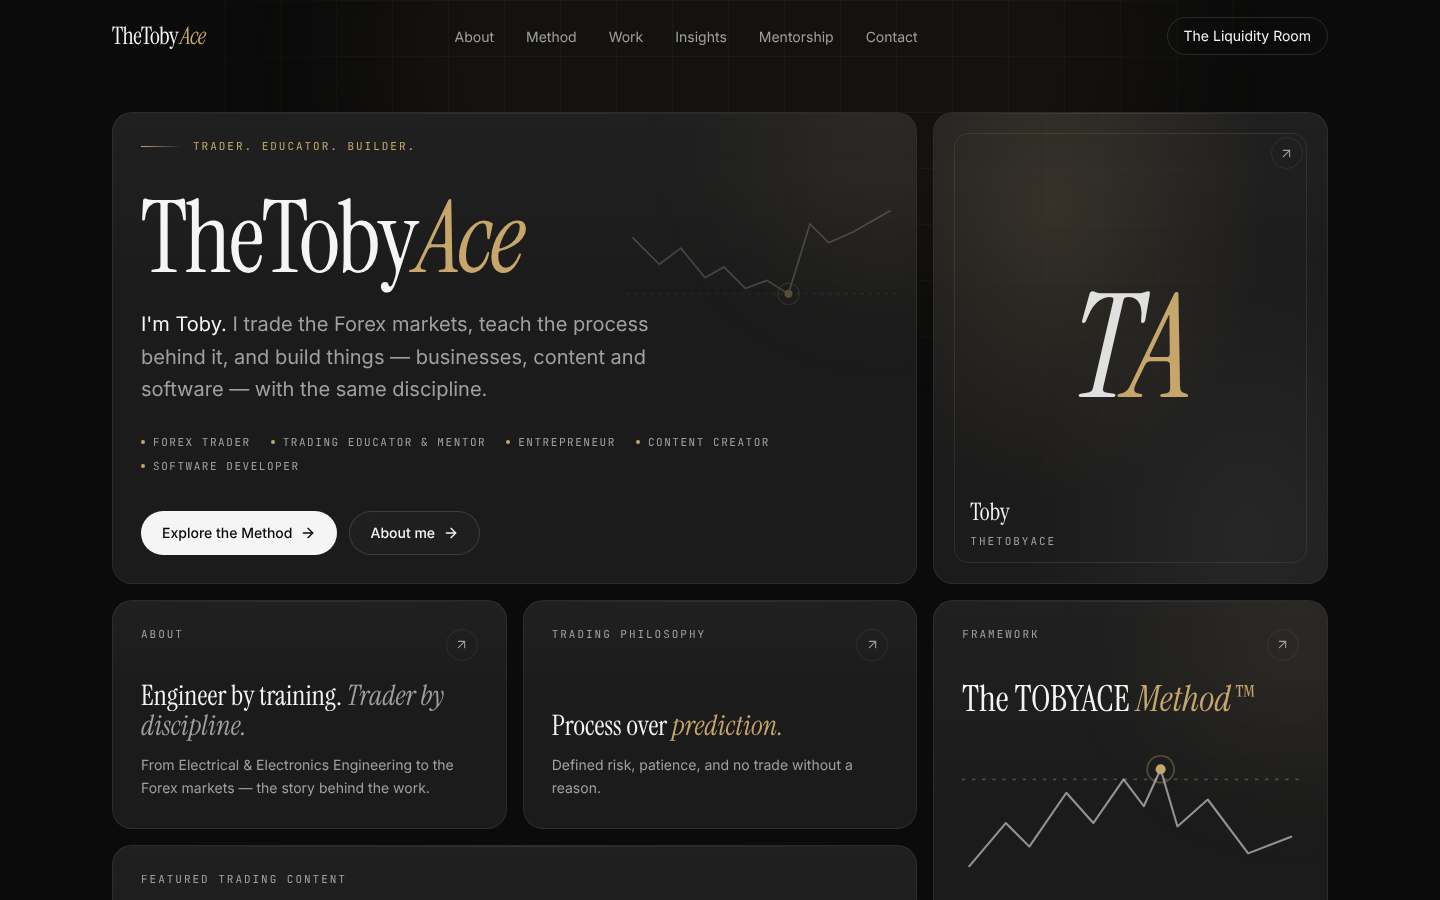 TheTobyAce
About
Method
Work
Insights
Mentorship
Contact
The Liquidity Room
TRADER. EDUCATOR. BUILDER.
TheTobyAce
I'm Toby. I trade the Forex markets, teach the process
behind it, and build things — businesses, content and
software — with the same discipline.
FOREX TRADER
TRADING EDUCATOR & MENTOR
ENTREPRENEUR
CONTENT CREATOR
SOFTWARE DEVELOPER
Explore the Method →
About me →
TA
Toby
THETOBYACE
ABOUT
Engineer by training. Trader by
discipline.
From Electrical & Electronics Engineering to the
Forex markets — the story behind the work.
TRADING PHILOSOPHY
Process over prediction.
Defined risk, patience, and no trade without a
reason.
FRAMEWORK
The TOBYACE Method™
FEATURED TRADING CONTENT